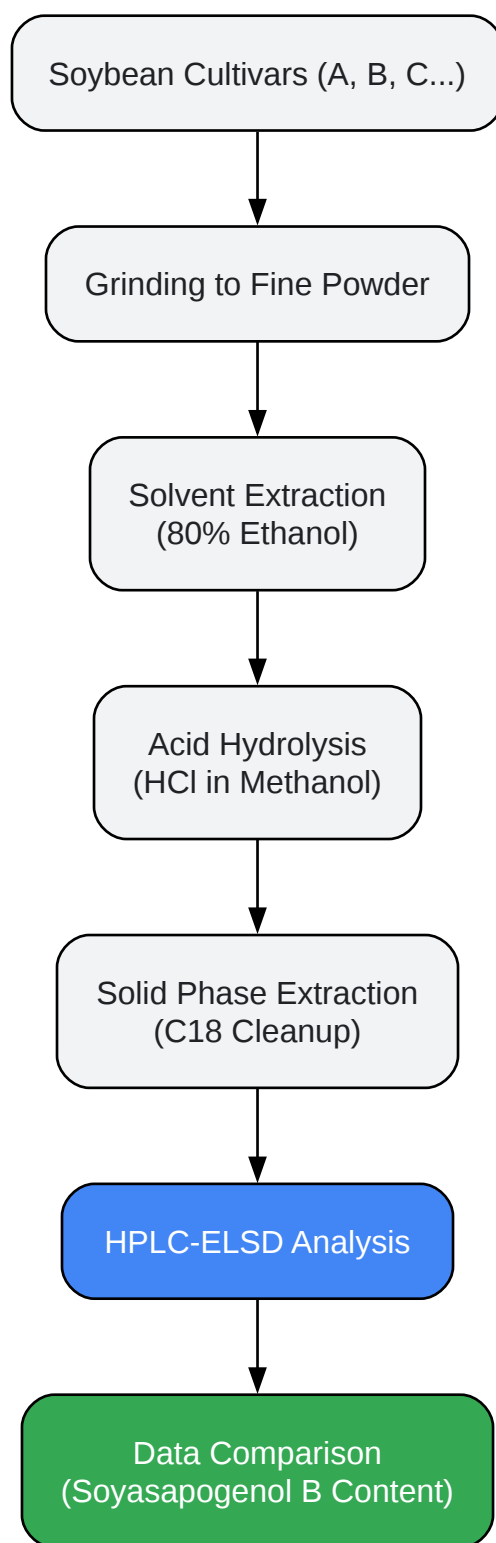 Soybean Cultivars (A, B, C...)
Grinding to Fine Powder
Solvent Extraction
(80% Ethanol)
Acid Hydrolysis
(HCl in Methanol)
Solid Phase Extraction
(C18 Cleanup)
HPLC-ELSD Analysis
Data Comparison
(Soyasapogenol B Content)